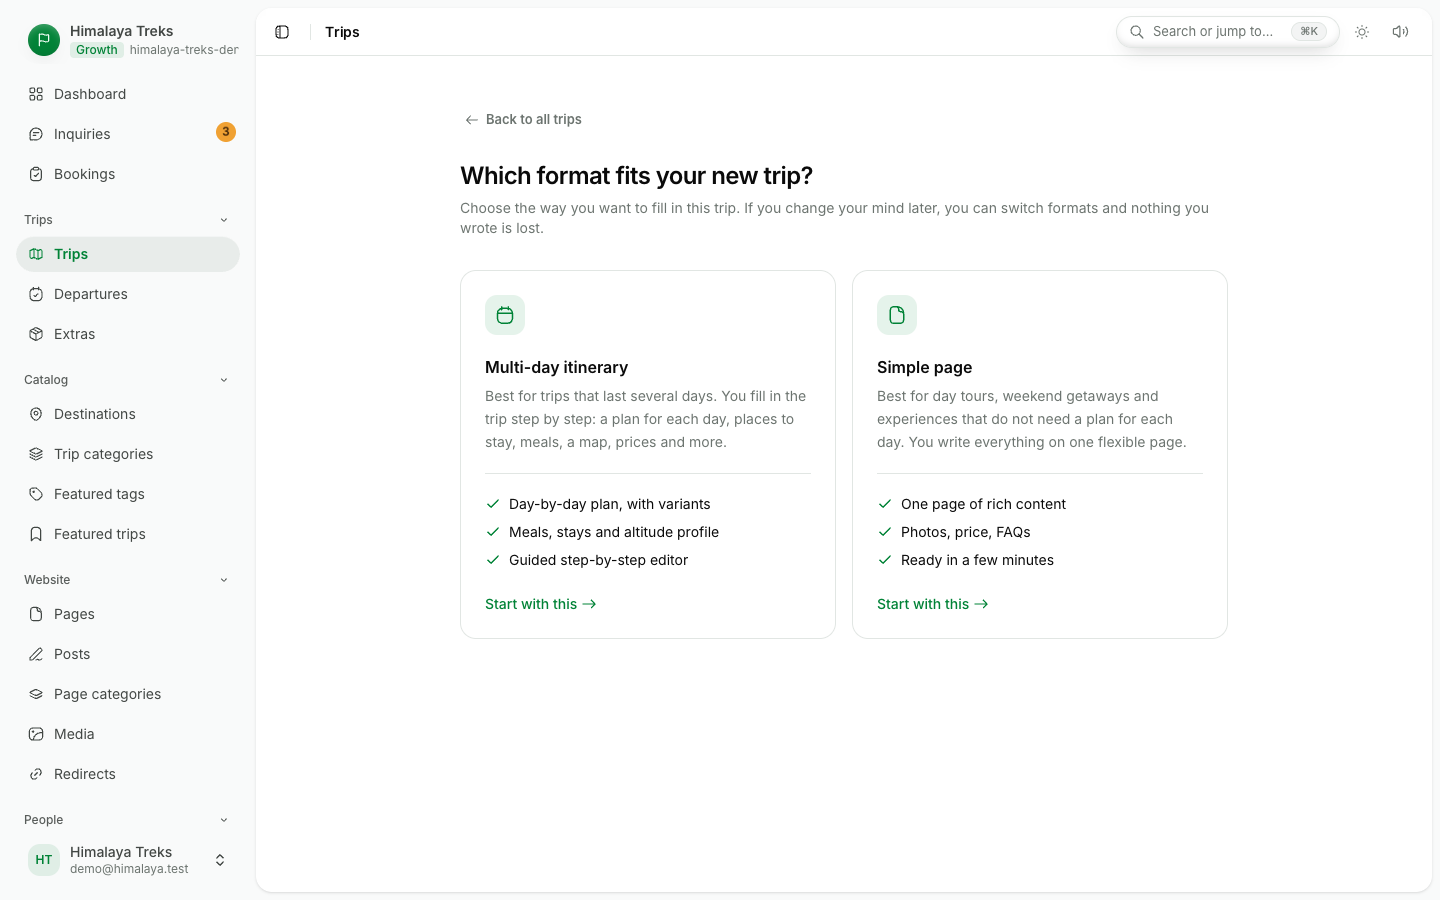 Himalaya Treks
Growth himalaya-treks-der
Dashboard
Inquiries 3
Bookings
Trips
Trips
Departures
Extras
Catalog
Destinations
Trip categories
Featured tags
Featured trips
Website
Pages
Posts
Page categories
Media
Redirects
People
HT
Himalaya Treks
demo@himalaya.test
Trips
Search or jump to... ⌘K
Back to all trips
Which format fits your new trip?
Choose the way you want to fill in this trip. If you change your mind later, you can switch formats and nothing you
wrote is lost.
Multi-day itinerary
Best for trips that last several days. You fill in the
trip step by step: a plan for each day, places to
stay, meals, a map, prices and more.
Day-by-day plan, with variants
Meals, stays and altitude profile
Guided step-by-step editor
Start with this →
Simple page
Best for day tours, weekend getaways and
experiences that do not need a plan for each
day. You write everything on one flexible page.
One page of rich content
Photos, price, FAQs
Ready in a few minutes
Start with this →